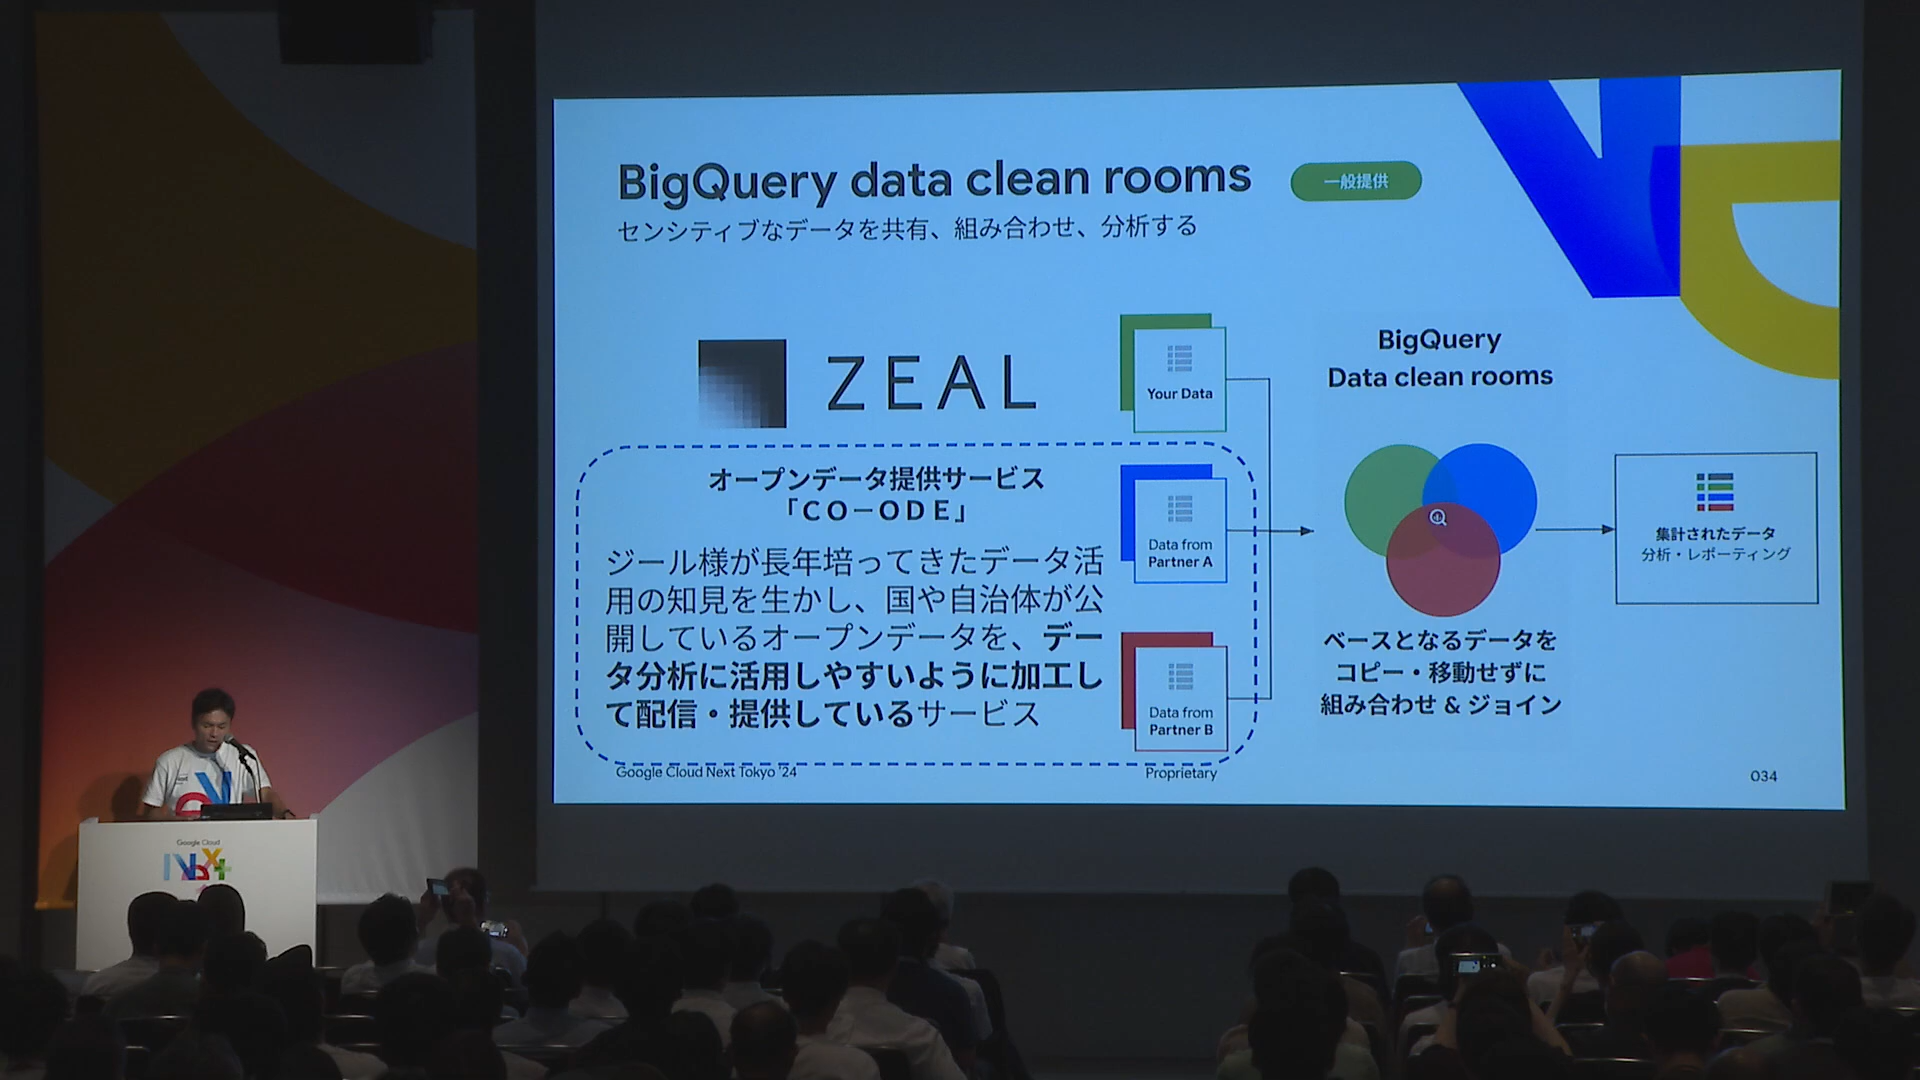 BigQuery data clean rooms
一般提供
センシティブなデータを共有、組み合わせ、分析する
ZEAL
オープンデータ提供サービス
「CO－ODE」
ジール様が長年培ってきたデータ活
用の知見を生かし、国や自治体が公
開しているオープンデータを、デー
タ分析に活用しやすいように加工し
て配信・提供しているサービス
Your Data
Data from
Partner A
Data from
Partner B
BigQuery
Data clean rooms
ベースとなるデータを
コピー・移動せずに
組み合わせ & ジョイン
集計されたデータ
分析・レポーティング
Google Cloud Next Tokyo '24
Proprietary
034
Google Cloud
Next